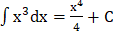 ∫ x³dx = x⁴/4 + C